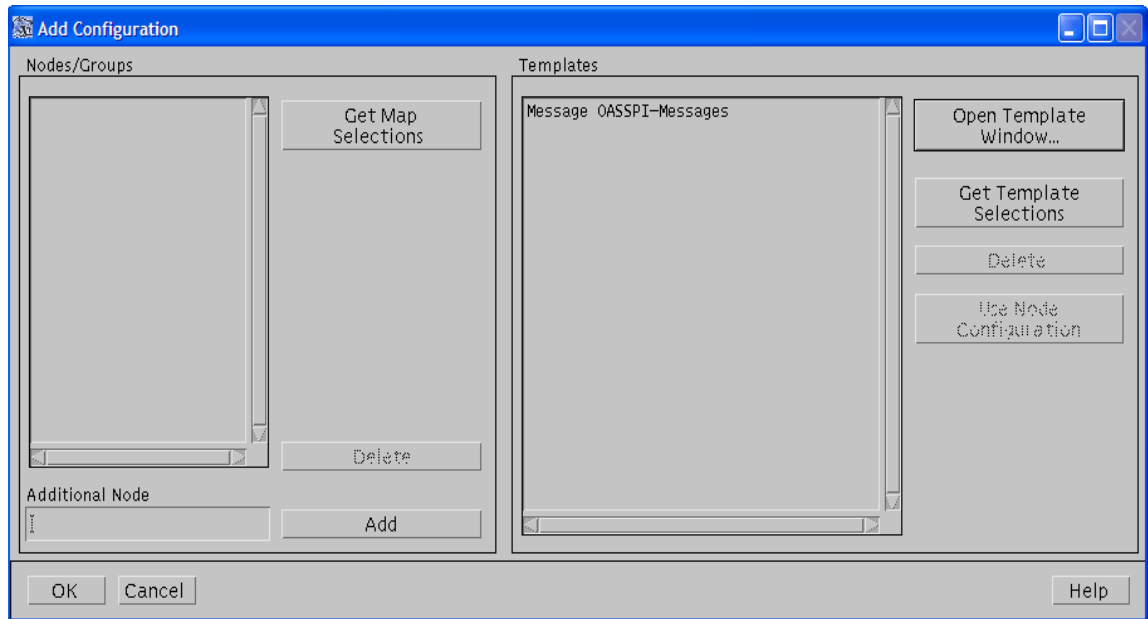 Add Configuration
Nodes/Groups
Get Map
Selections
Delete
Additional Node
Add
Templates
Message OASSPI-Messages
Open Template
Window...
Get Template
Selections
Delete
Use Node
Configuration
OK
Cancel
Help